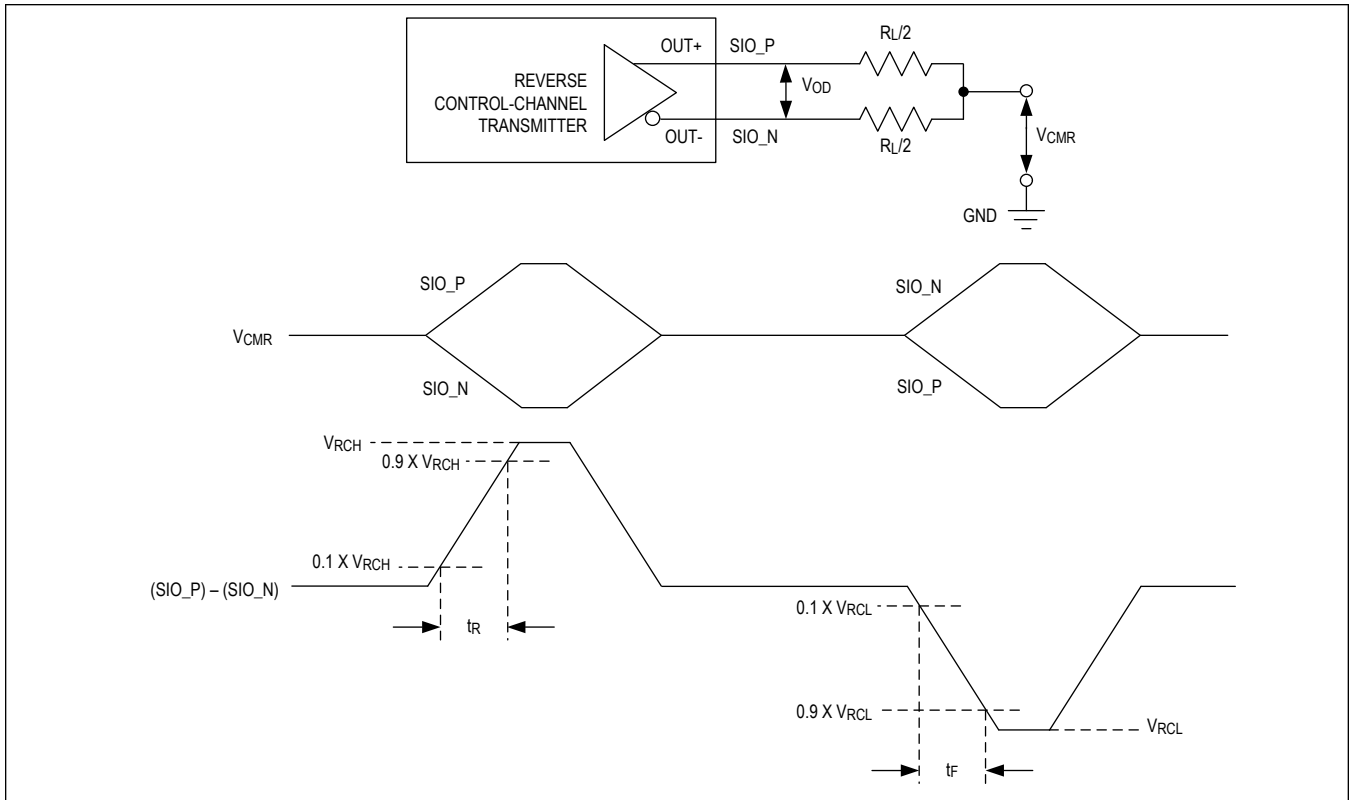 REVERSE
CONTROL-CHANNEL
TRANSMITTER
OUT+
OUT-
SIO_P
SIO_N
VOD
RL/2
RL/2
VCMR
GND
VCMR
SIO_P
SIO_N
SIO_N
SIO_P
VRCH
0.9 X VRCH
0.1 X VRCH
(SIO_P) – (SIO_N)
tR
0.1 X VRCL
0.9 X VRCL
VRCL
tF